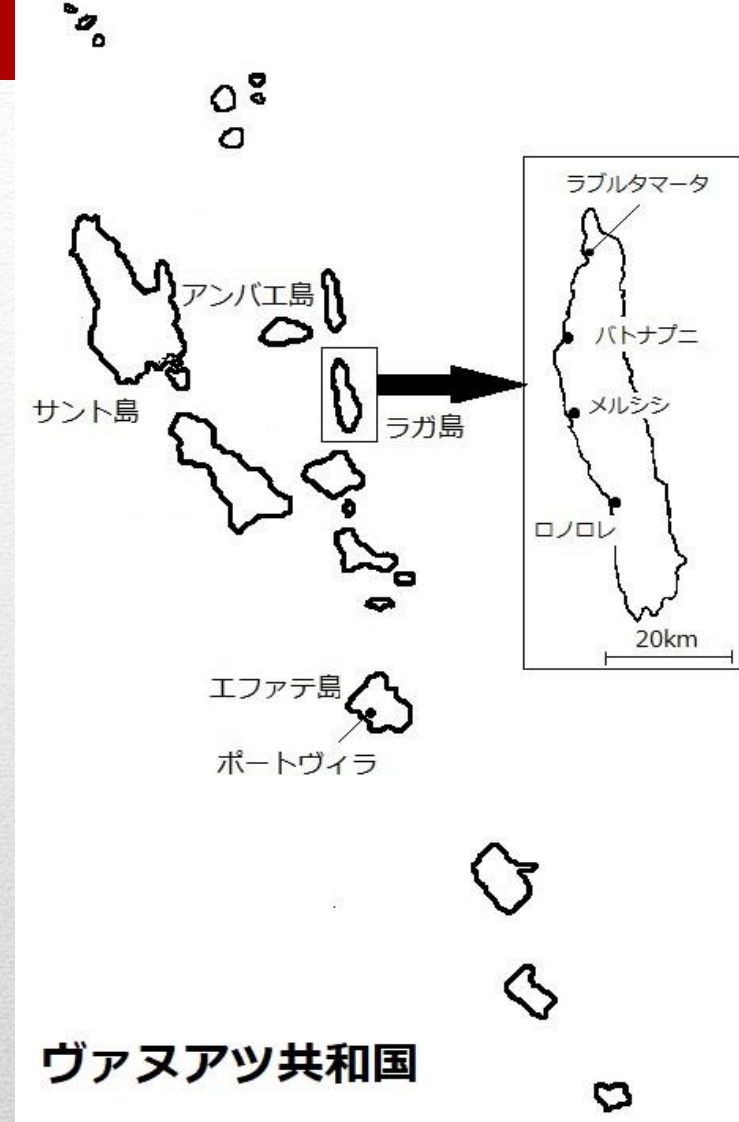 ラブルタマータ
アンバエ島
バトナプニ
サント島
ラガ島
メルシシ
ロノロレ
20km
エファテ島
ポートヴィラ
ヴァヌアツ共和国